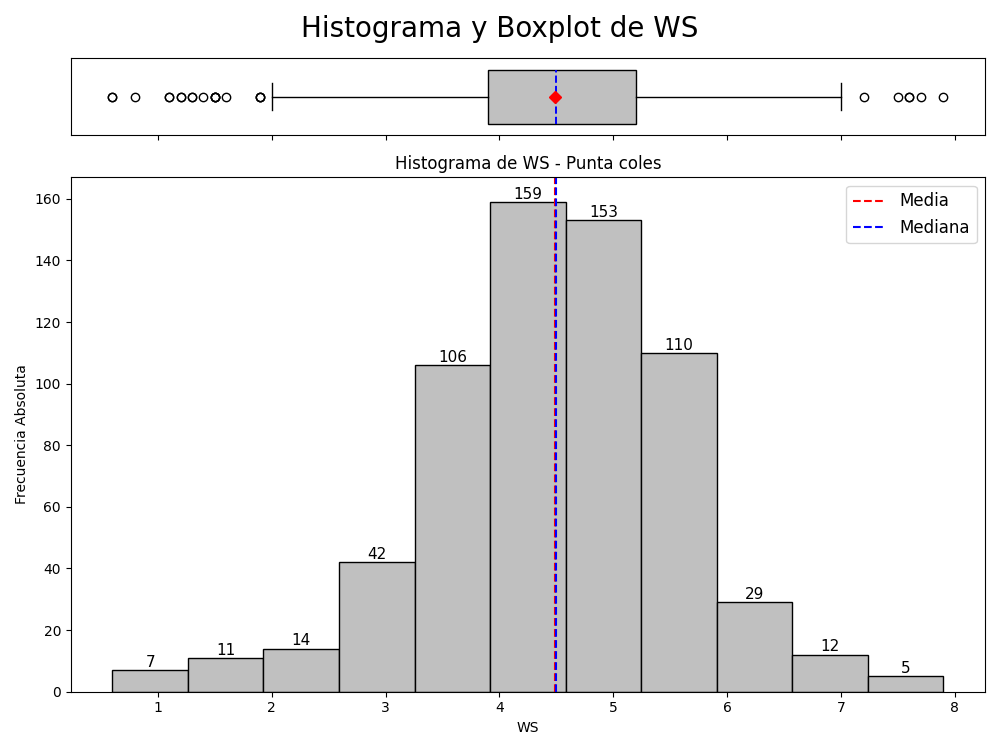 Histograma y Boxplot de WS
Histograma de WS - Punta coles
Media
Mediana
Frecuencia Absoluta
160
140
120
100
80
60
40
20
0
7
11
14
42
106
159
153
110
29
12
5
1 2 3 4 5 6 7 8
WS